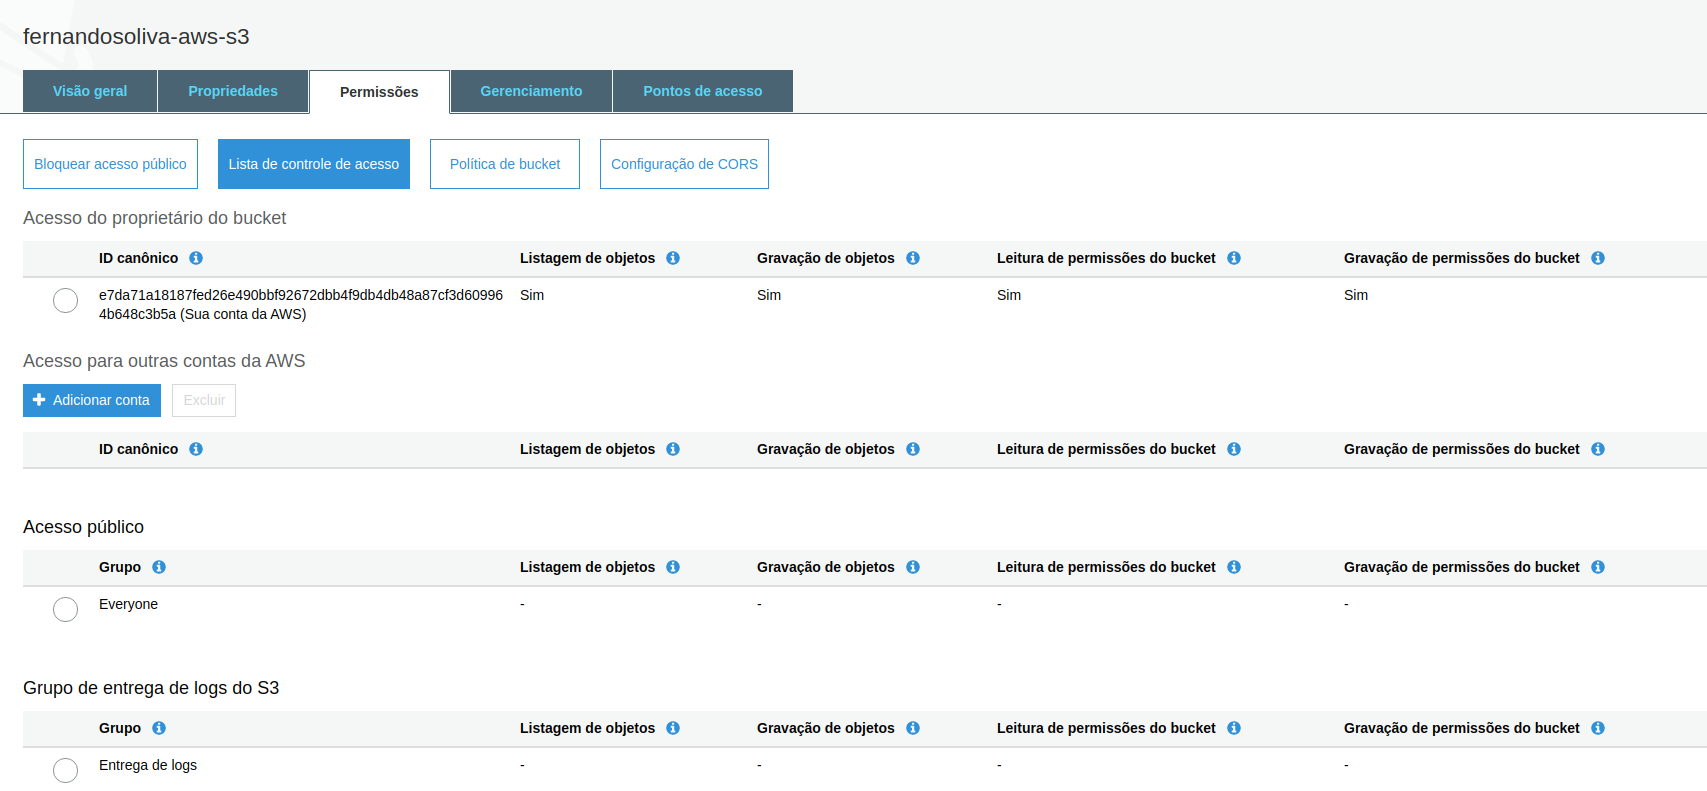 fernandosoliva-aws-s3
Visão geral Propriedades Permissões Gerenciamento Pontos de acesso
Bloquear acesso público Lista de controle de acesso Política de bucket Configuração de CORS
Acesso do proprietário do bucket
ID canônico Listagem de objetos Gravação de objetos Leitura de permissões do bucket Gravação de permissões do bucket
e7da71a18187fed26e490bbf92672dbb4f9db4db48a87cf3d60996 Sim Sim Sim Sim
4b648c3b5a (Sua conta da AWS)
Acesso para outras contas da AWS
Adicionar conta Excluir
ID canônico Listagem de objetos Gravação de objetos Leitura de permissões do bucket Gravação de permissões do bucket
Acesso público
Grupo Listagem de objetos Gravação de objetos Leitura de permissões do bucket Gravação de permissões do bucket
Everyone - - - -
Grupo de entrega de logs do S3
Grupo Listagem de objetos Gravação de objetos Leitura de permissões do bucket Gravação de permissões do bucket
Entrega de logs - - - -